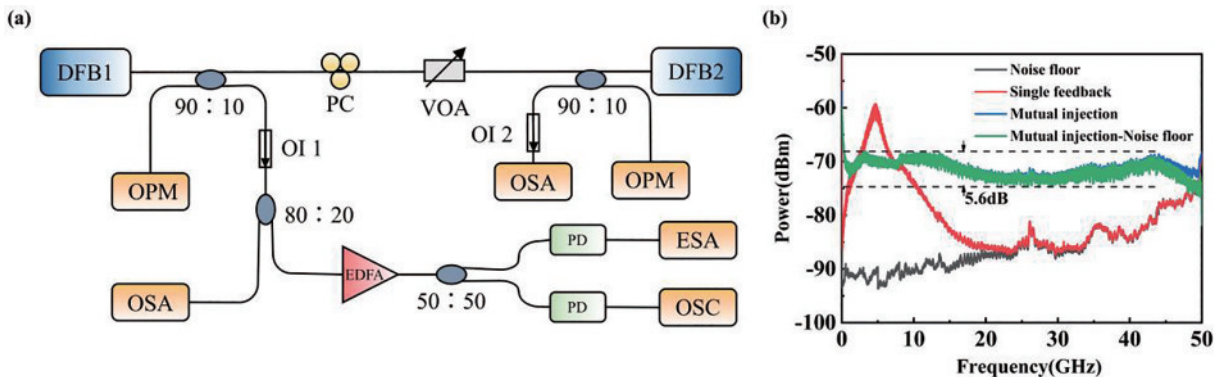 (a)
DFB1
DFB2
90：10
PC
VOA
90：10
OI 1
OI 2
OPM
OSA
OPM
80：20
PD
ESA
EDFA
OSA
50：50
PD
OSC
(b)
-50
-60
-70
-80
-90
-100
Power(dBm)
Noise floor
Single feedback
Mutual injection
Mutual injection-Noise floor
5.6dB
0
10
20
30
40
50
Frequency(GHz)